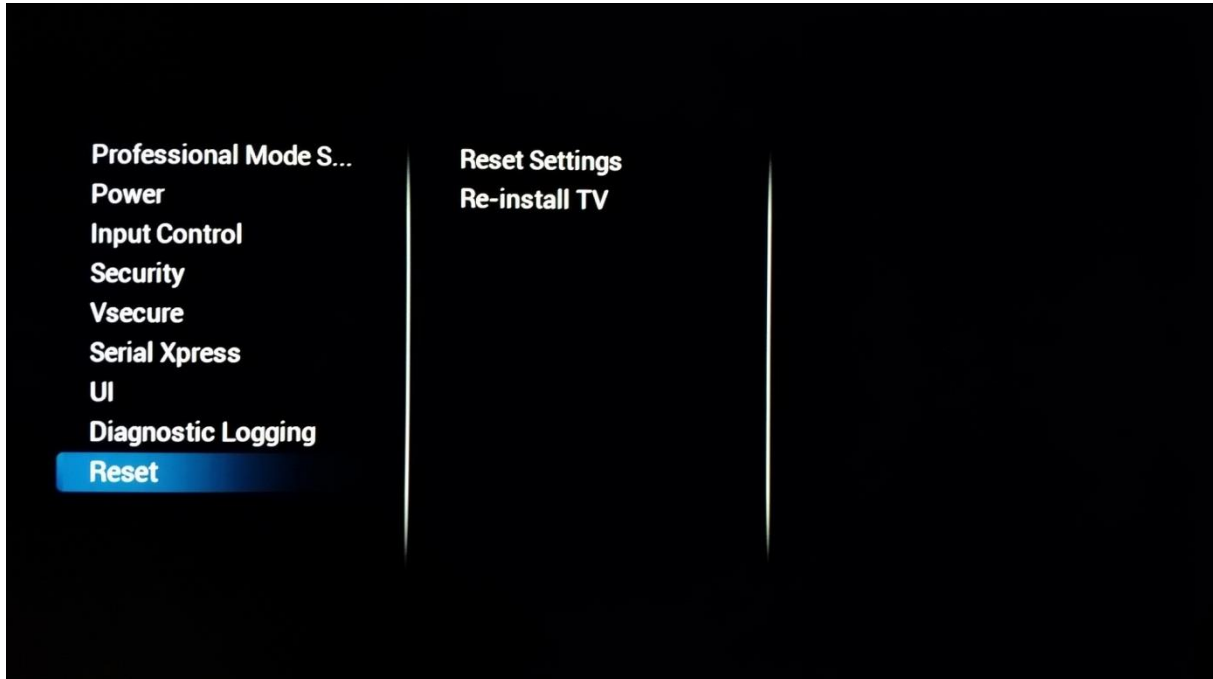 Professional Mode S...
Power
Input Control
Security
Vsecure
Serial Xpress
UI
Diagnostic Logging
Reset
Reset Settings
Re-install TV